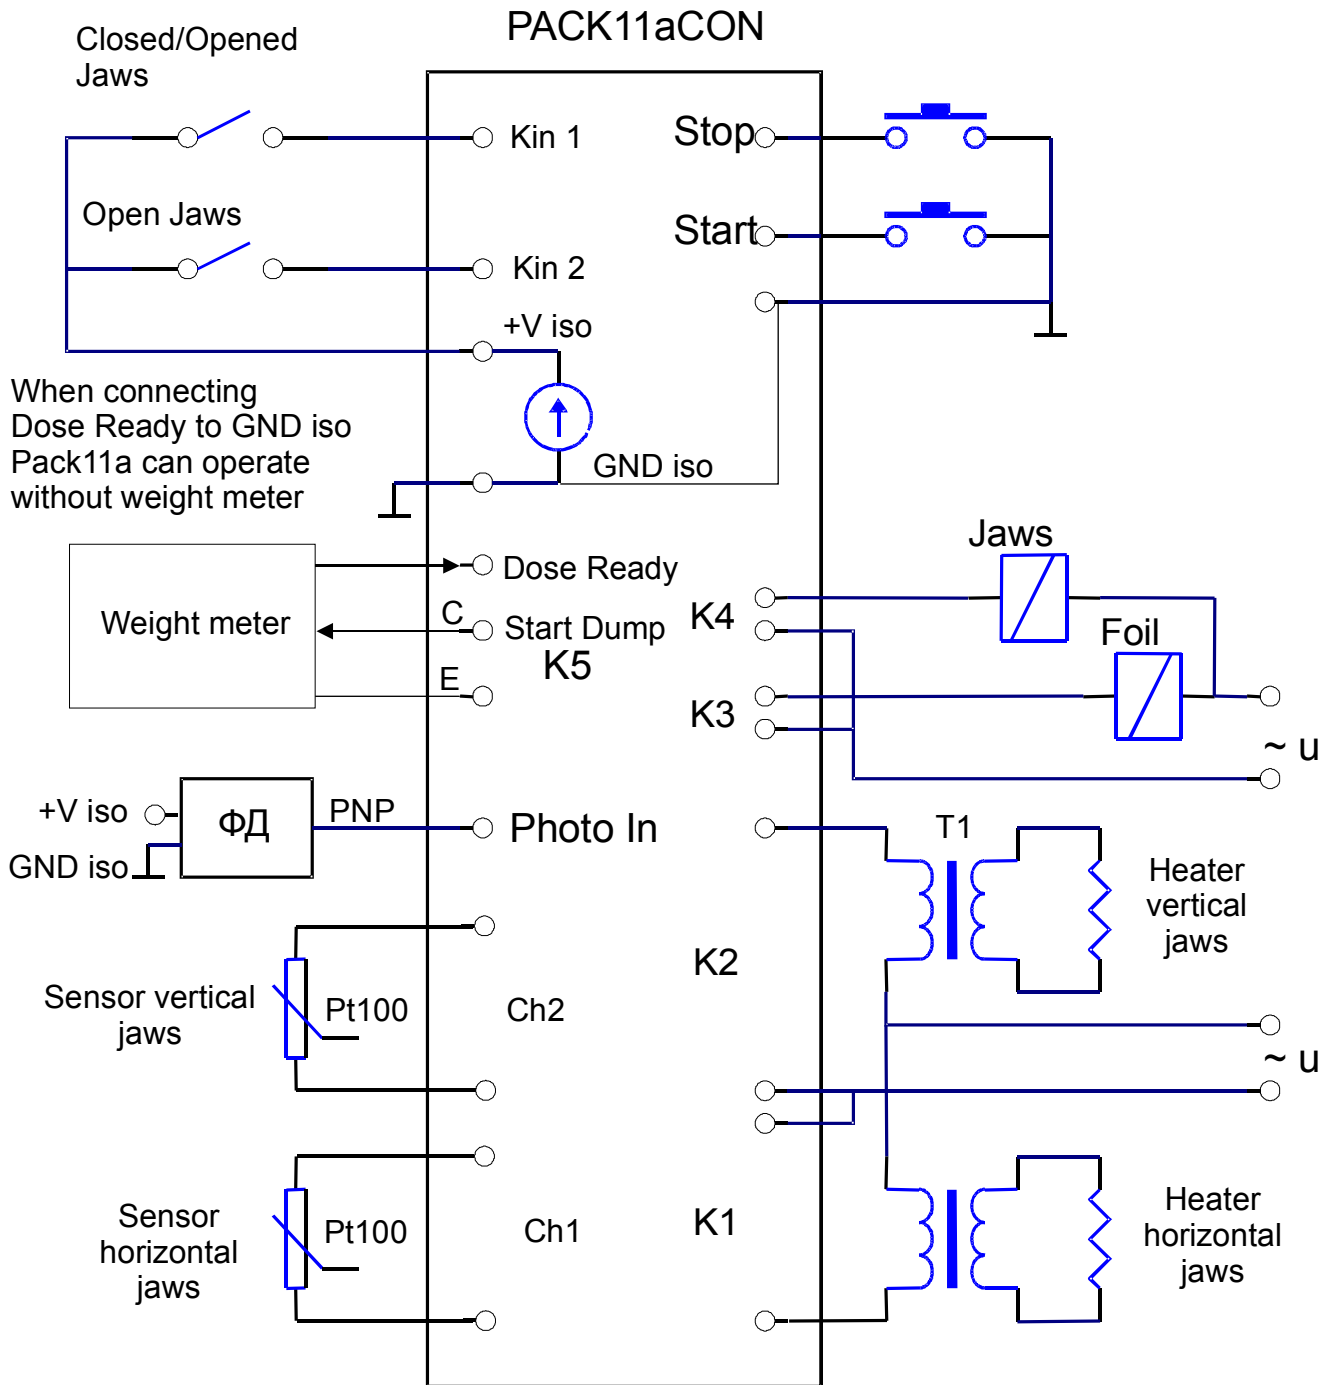 PACK11aCON
Closed/Opened
Jaws
Kin 1
Stop
Open Jaws
Start
Kin 2
+V iso
When connecting
Dose Ready to GND iso
Pack11a can operate
without weight meter
GND iso
Jaws
Dose Ready
Weight meter
C
Start Dump
K5
K4
Foil
E
K3
~ u
+V iso
ФД
PNP
Photo In
GND iso
T1
Heater
vertical
jaws
K2
Sensor vertical
jaws
Pt100
Ch2
~ u
Sensor
horizontal
jaws
Pt100
Ch1
K1
Heater
horizontal
jaws